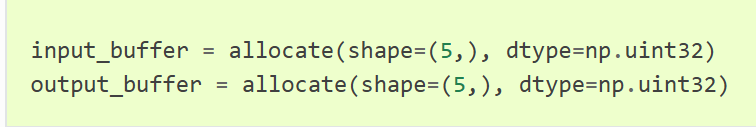 input_buffer = allocate(shape=(5,), dtype=np.uint32)
output_buffer = allocate(shape=(5,), dtype=np.uint32)